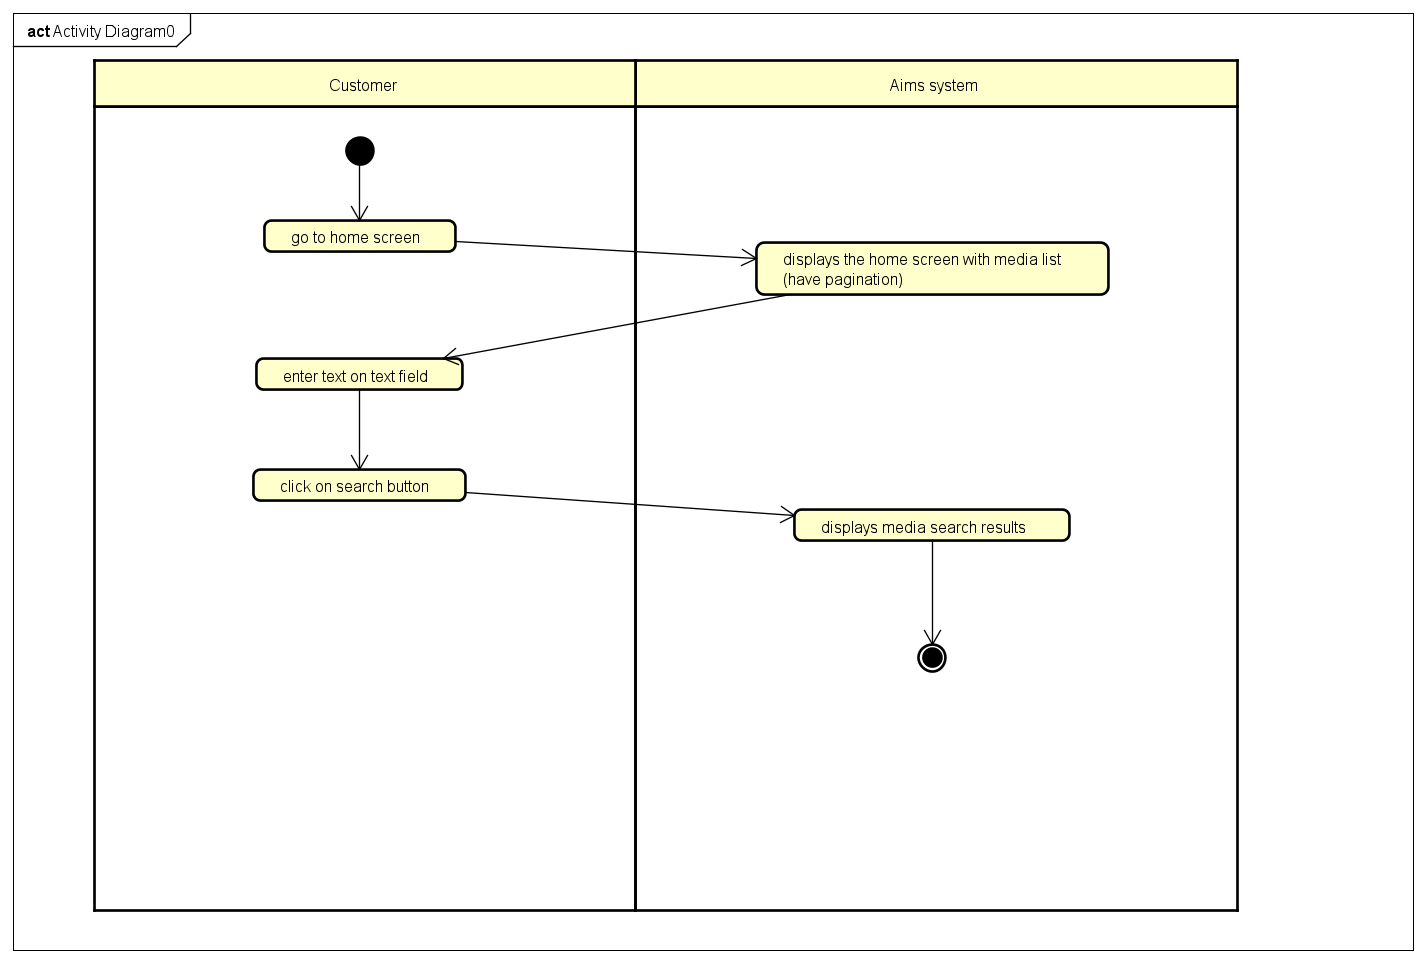 act Activity Diagram0
Customer
Aims system
go to home screen
displays the home screen with media list
(have pagination)
enter text on text field
click on search button
displays media search results